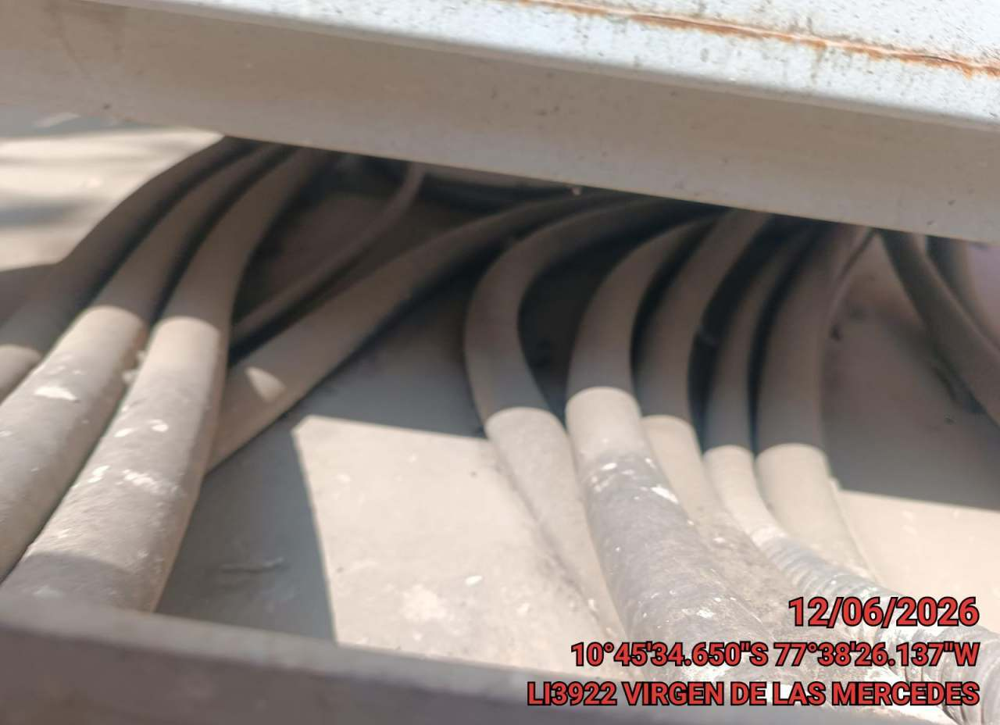 12/06/2026
10°45'34.650"S 77°38'26.137"W
LI3922 VIRGEN DE LAS MERCEDES